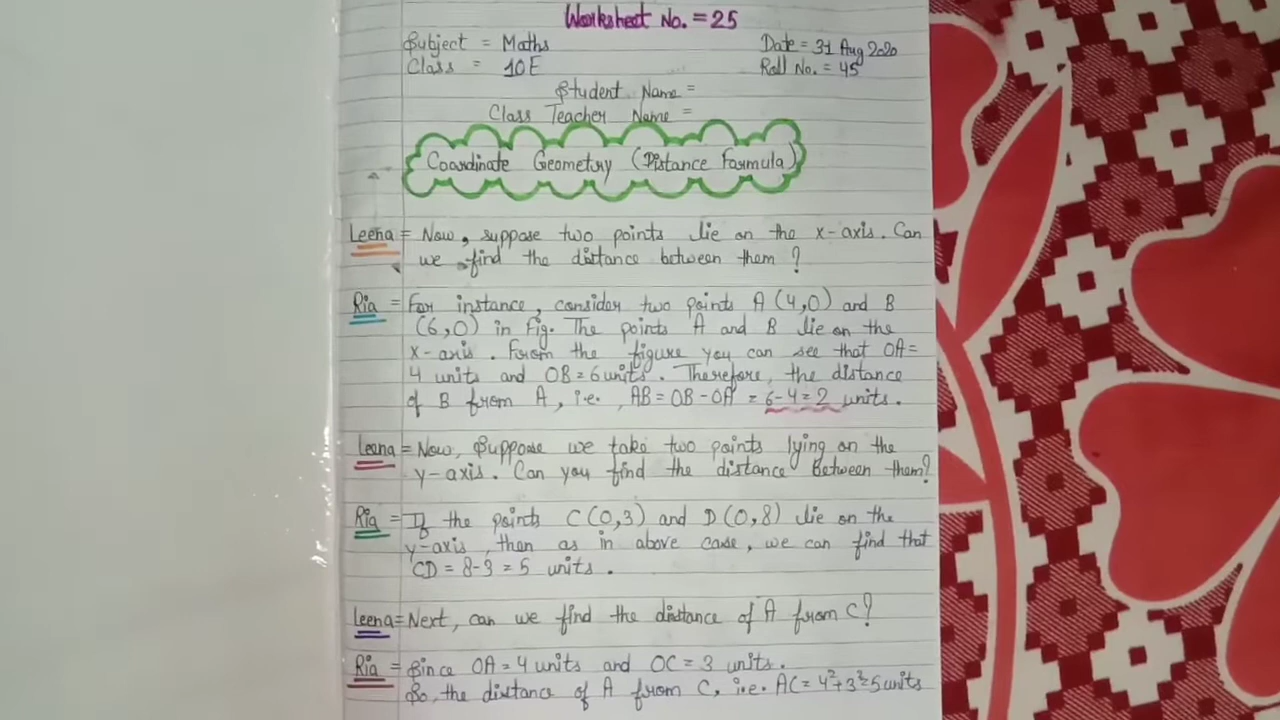 Worksheet No. = 25
Subject = Maths Date = 31 Aug 2020
Class = 10E Roll No. = 45
Student Name =
Class Teacher Name =
Coordinate Geometry (Distance Formula)
Leena = Now, suppose two points lie on the x-axis. Can
we find the distance between them ?
Ria = For instance, consider two points A (4,0) and B
(6,0) in Fig. The points A and B lie on the
x-axis. From the figure you can see that OA=
4 units and OB = 6 units. Therefore, the distance
of B from A, i.e., AB = OB - OA = 6-4=2 units.
Leena = Now, Suppose we take two points lying on the
y-axis. Can you find the distance Between them?
Ria = If the points C (0,3) and D (0,8) lie on the
y-axis, then as in above case, we can find that
CD = 8-3 = 5 units.
Leena = Next, can we find the distance of A from C?
Ria = Since OA = 4 units and OC = 3 units.
So, the distance of A from C, i.e. AC = 4²+3²=5units